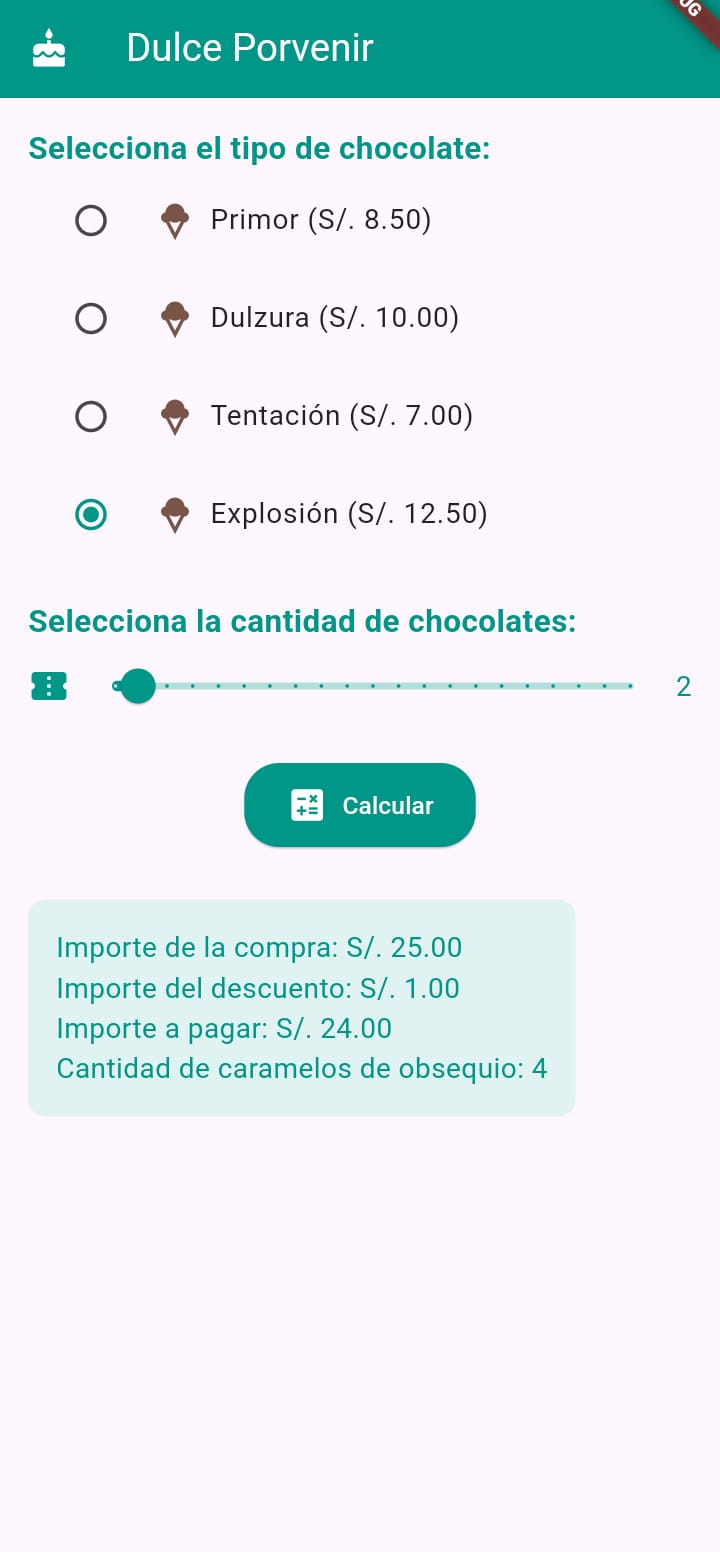 Dulce Porvenir
Selecciona el tipo de chocolate:
Primor (S/. 8.50)
Dulzura (S/. 10.00)
Tentación (S/. 7.00)
Explosión (S/. 12.50)
Selecciona la cantidad de chocolates:
2
Calcular
Importe de la compra: S/. 25.00
Importe del descuento: S/. 1.00
Importe a pagar: S/. 24.00
Cantidad de caramelos de obsequio: 4